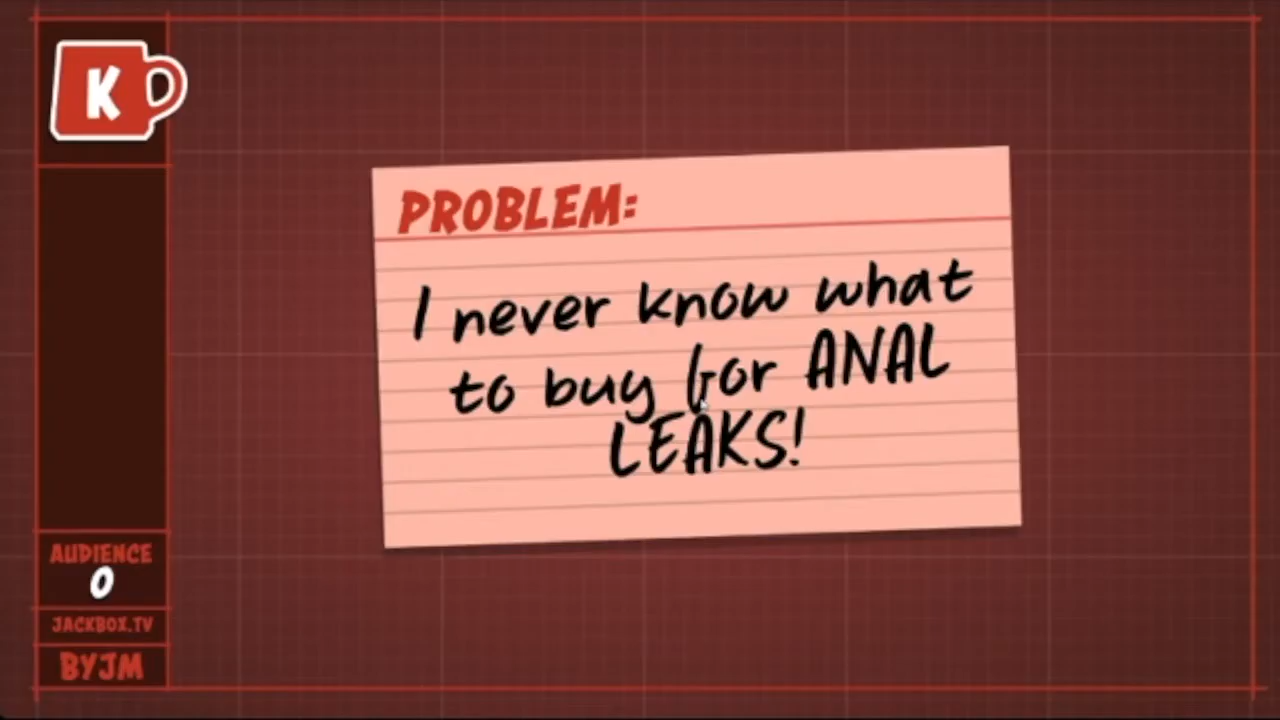 K
PROBLEM:
I never know what
to buy for ANAL
LEAKS!
AUDIENCE
0
JACKBOX.TV
BYJM